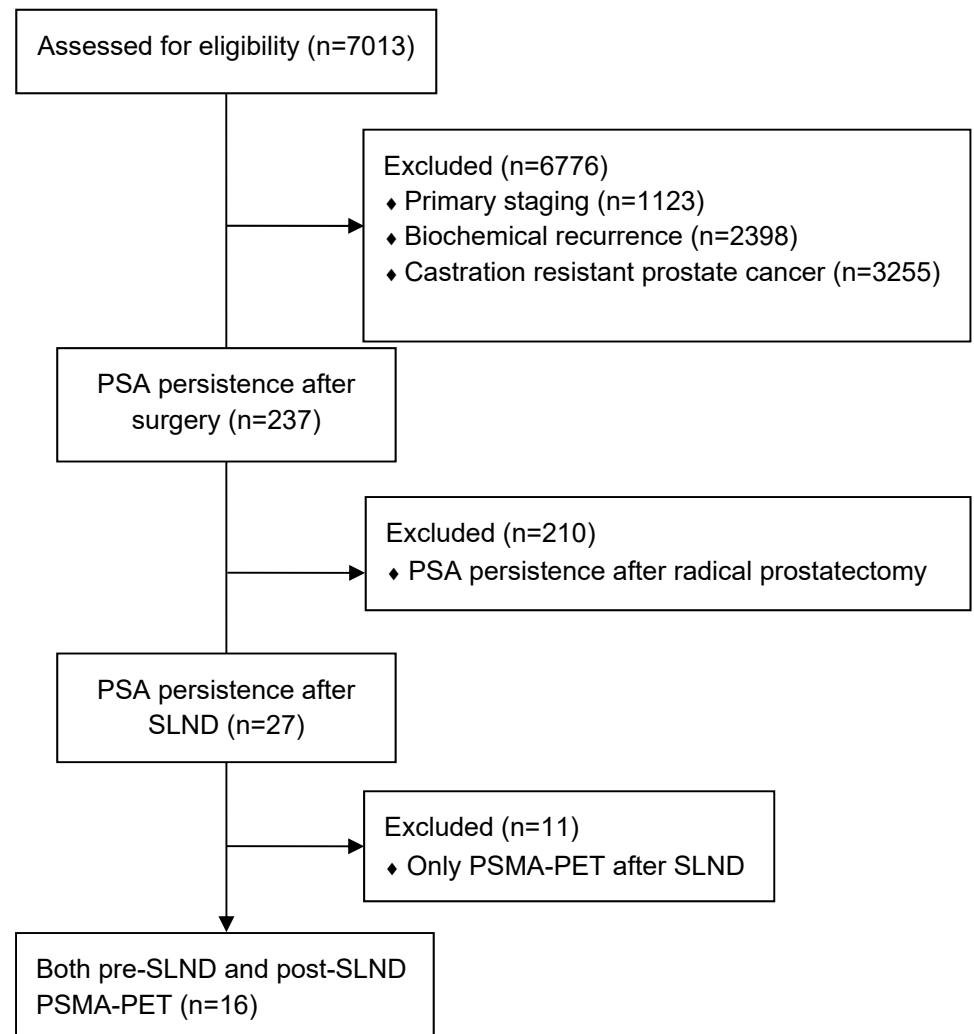 Assessed for eligibility (n=7013)
Excluded (n=6776)
♦ Primary staging (n=1123)
♦ Biochemical recurrence (n=2398)
♦ Castration resistant prostate cancer (n=3255)
PSA persistence after
surgery (n=237)
Excluded (n=210)
♦ PSA persistence after radical prostatectomy
PSA persistence after
SLND (n=27)
Excluded (n=11)
♦ Only PSMA-PET after SLND
Both pre-SLND and post-SLND
PSMA-PET (n=16)